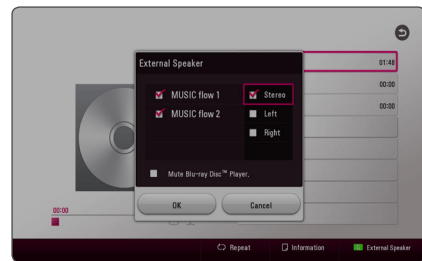 External Speaker
MUSIC flow 1
MUSIC flow 2
Stereo
Left
Right
Mute Blu-ray Disc™ Player.
OK
Cancel
01:48
00:00
00:00
00:00
Repeat
Information
External Speaker